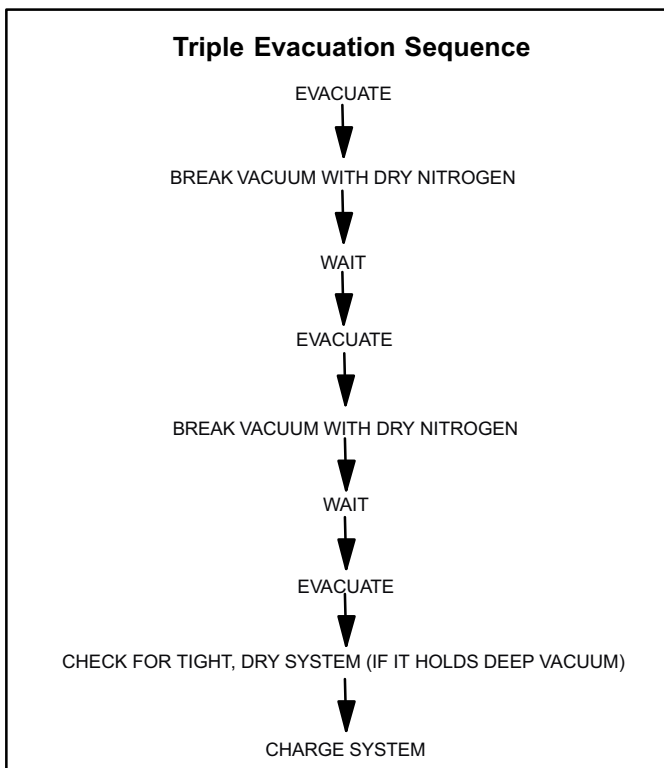 Triple Evacuation Sequence
EVACUATE
BREAK VACUUM WITH DRY NITROGEN
WAIT
EVACUATE
BREAK VACUUM WITH DRY NITROGEN
WAIT
EVACUATE
CHECK FOR TIGHT, DRY SYSTEM (IF IT HOLDS DEEP VACUUM)
CHARGE SYSTEM